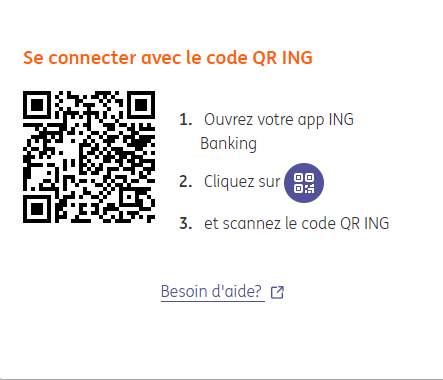 Se connecter avec le code QR ING
1. Ouvrez votre app ING
Banking
2. Cliquez sur
3. et scannez le code QR ING
Besoin d'aide?